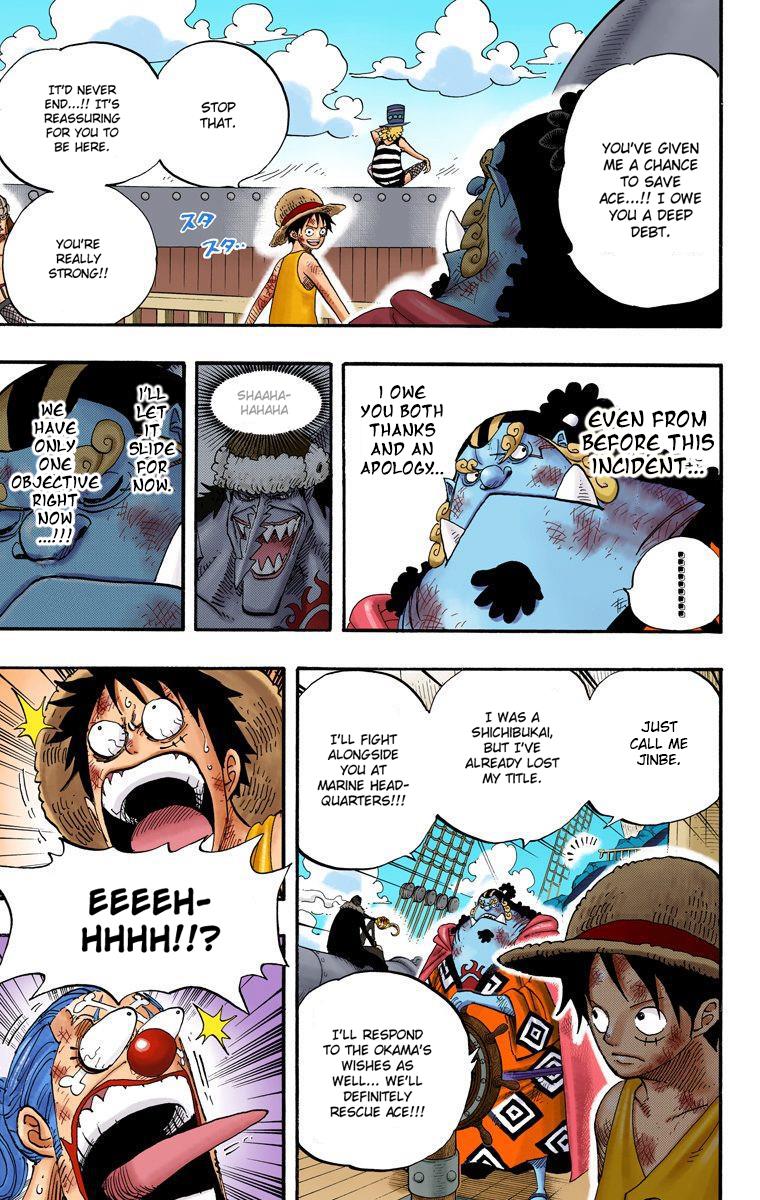 YOU'VE GIVEN
ME A CHANCE
TO SAVE
ACE...!! I OWE
YOU A DEEP
DEBT.
STOP
THAT.
IT'D NEVER
END...!! IT'S
REASSURING
FOR YOU TO
BE HERE.
YOU'RE
REALLY
STRONG!!
スタ
スタ..
EVEN FROM
BEFORE THIS
INCIDENT...
I OWE
YOU BOTH
THANKS
AND AN
APOLOGY...
SHAAHA-
HAHAHA
I'LL
LET
IT
SLIDE
FOR
NOW.
WE
HAVE
ONLY
ONE
OBJECTIVE
RIGHT
NOW
...!!!
JUST
CALL ME
JINBE.
I WAS A
SHICHIBUKAI,
BUT I'VE
ALREADY LOST
MY TITLE.
I'LL FIGHT
ALONGSIDE
YOU AT
MARINE HEAD-
QUARTERS!!!
I'LL RESPOND
TO THE OKAMA'S
WISHES AS
WELL... WE'LL
DEFINITELY
RESCUE ACE!!!
EEEEH-
HHHH!!?